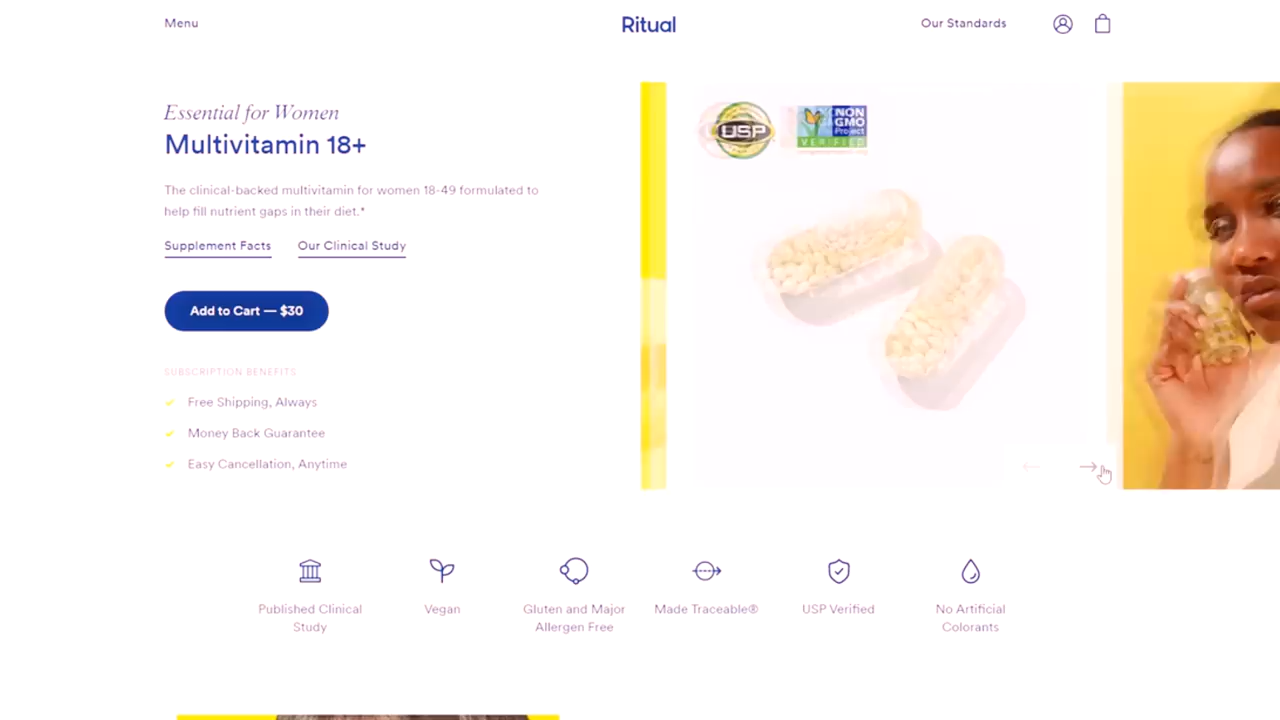 Menu
Ritual
Our Standards
Essential for Women
Multivitamin 18+
The clinical-backed multivitamin for women 18-49 formulated to
help fill nutrient gaps in their diet.*
Supplement Facts
Our Clinical Study
Add to Cart — $30
SUBSCRIPTION BENEFITS
Free Shipping, Always
Money Back Guarantee
Easy Cancellation, Anytime
USP
NON
GMO
Project
VERIFIED
Published Clinical
Study
Vegan
Gluten and Major
Allergen Free
Made Traceable®
USP Verified
No Artificial
Colorants